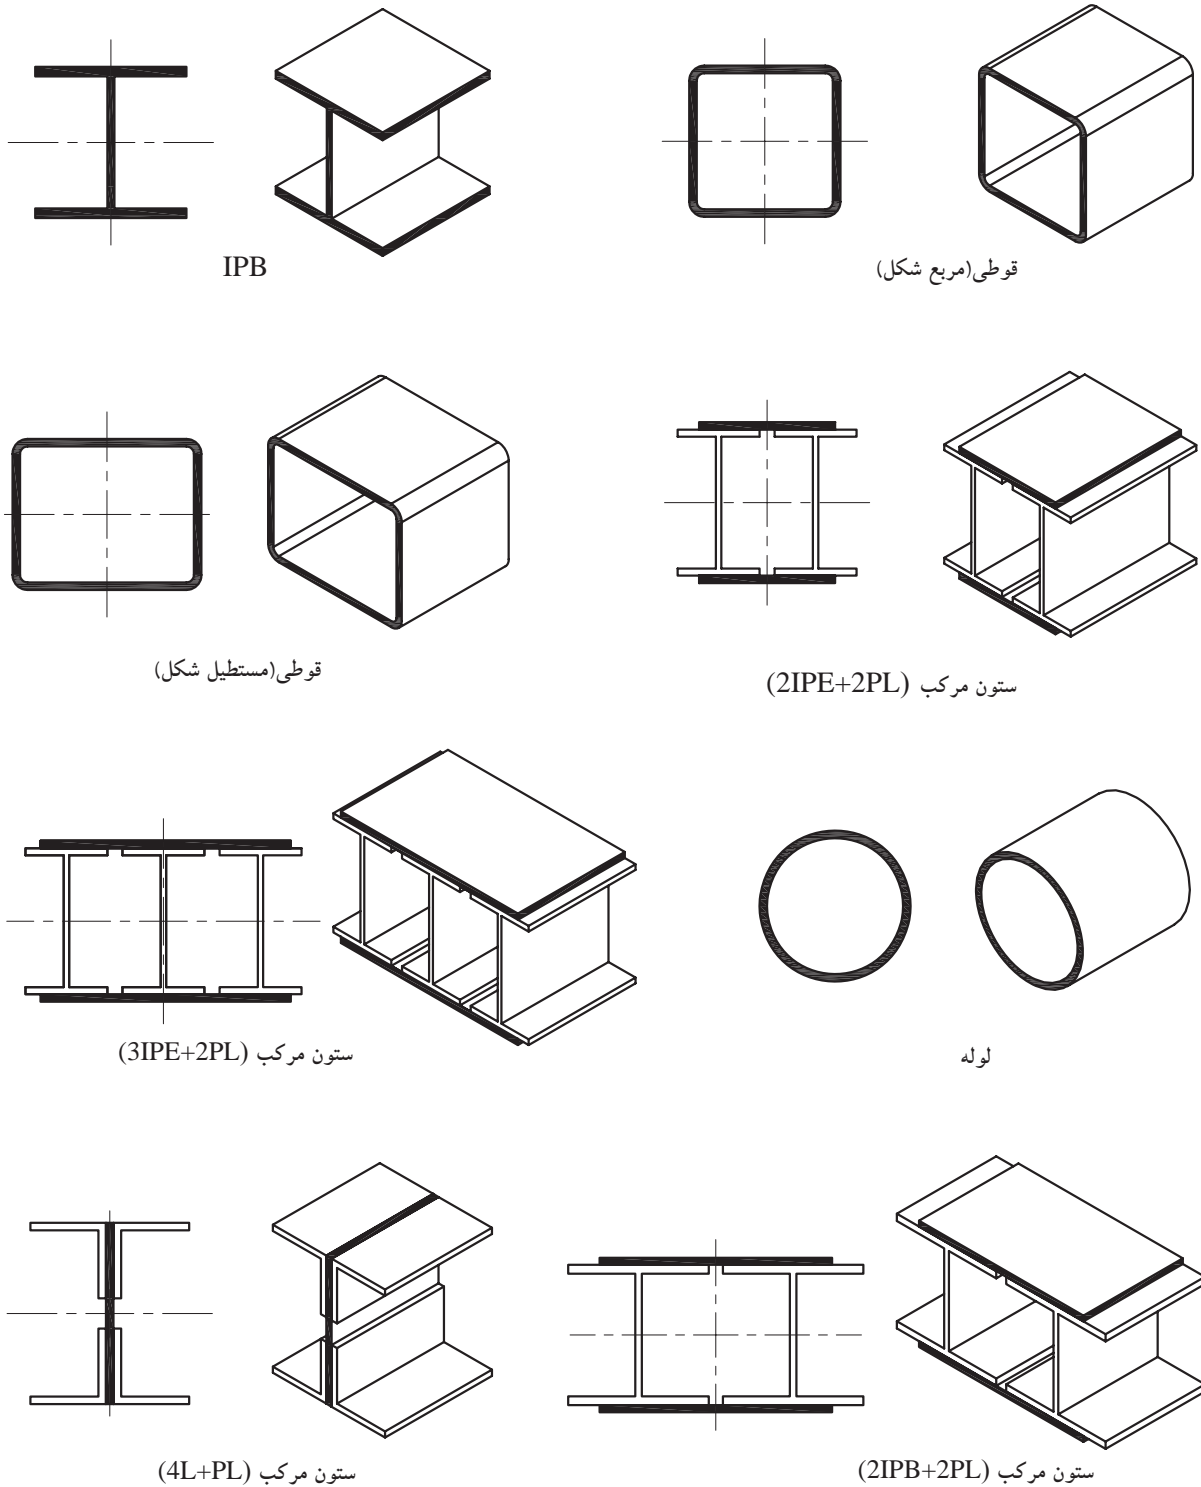 IPB
قوطی(مربع شکل)
قوطی(مستطیل شکل)
ستون مرکب (2IPE+2PL)
ستون مرکب (3IPE+2PL)
لوله
ستون مرکب (4L+PL)
ستون مرکب (2IPB+2PL)